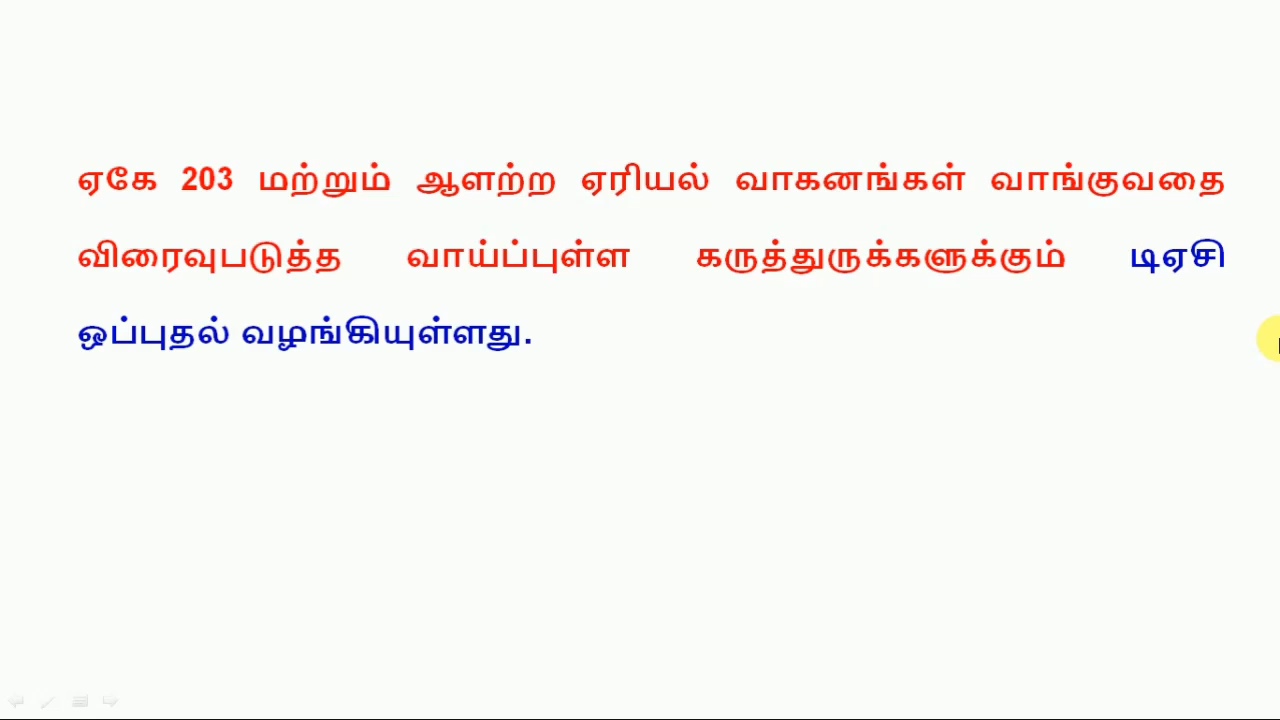 ஏகே 203 மற்றும் ஆளற்ற ஏரியல் வாகனங்கள் வாங்குவதை
விரைவுபடுத்த வாய்ப்புள்ள கருத்துருக்களுக்கும் டிஏசி
ஒப்புதல் வழங்கியுள்ளது.